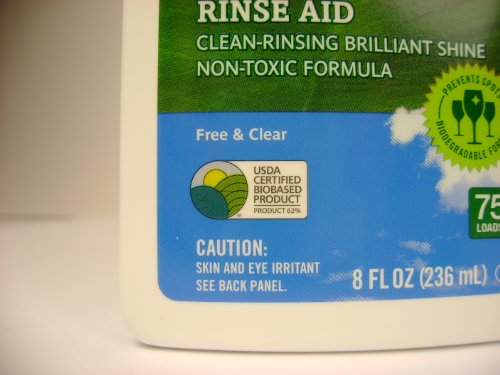 RINSE AID
CLEAN-RINSING BRILLIANT SHINE
NON-TOXIC FORMULA
PREVENTS SPOTS
BIODEGRADABLE
Free & Clear
USDA
CERTIFIED
BIOBASED
PRODUCT
PRODUCT 62%
75
LOADS
CAUTION:
SKIN AND EYE IRRITANT
SEE BACK PANEL.
8 FL OZ (236 mL)